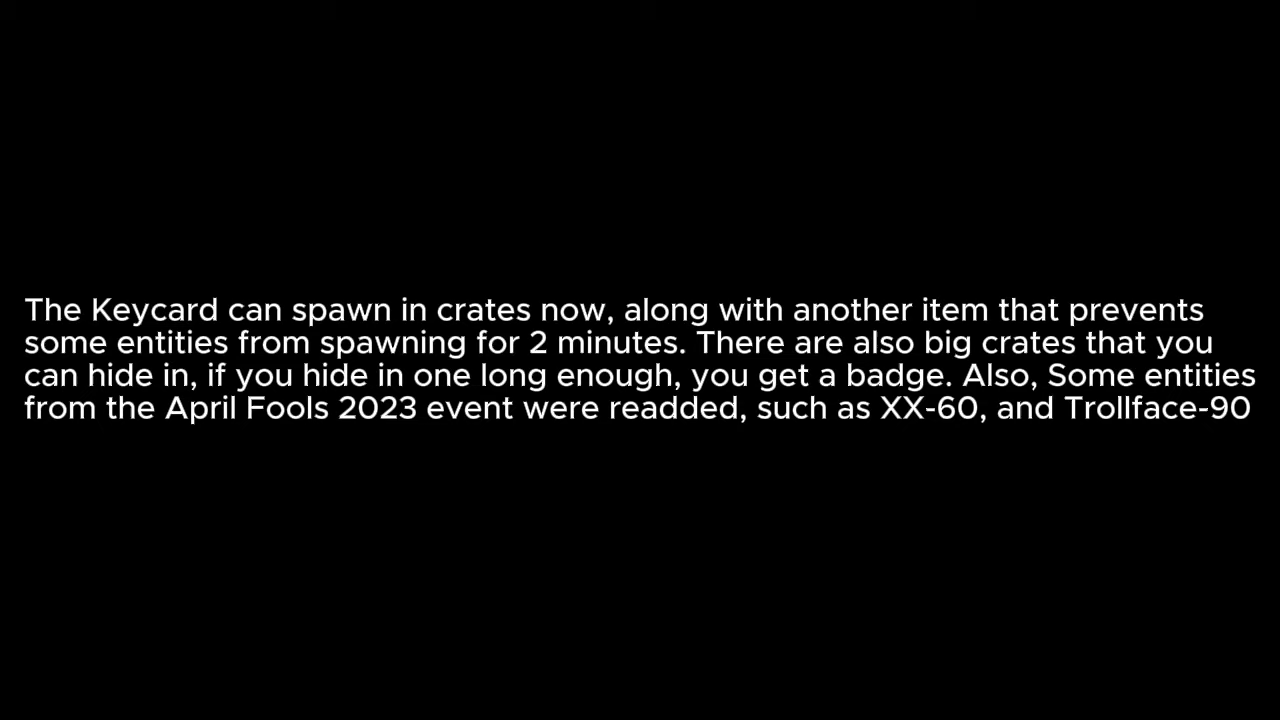 The Keycard can spawn in crates now, along with another item that prevents
some entities from spawning for 2 minutes. There are also big crates that you
can hide in, if you hide in one long enough, you get a badge. Also, Some entities
from the April Fools 2023 event were readded, such as XX-60, and Trollface-90